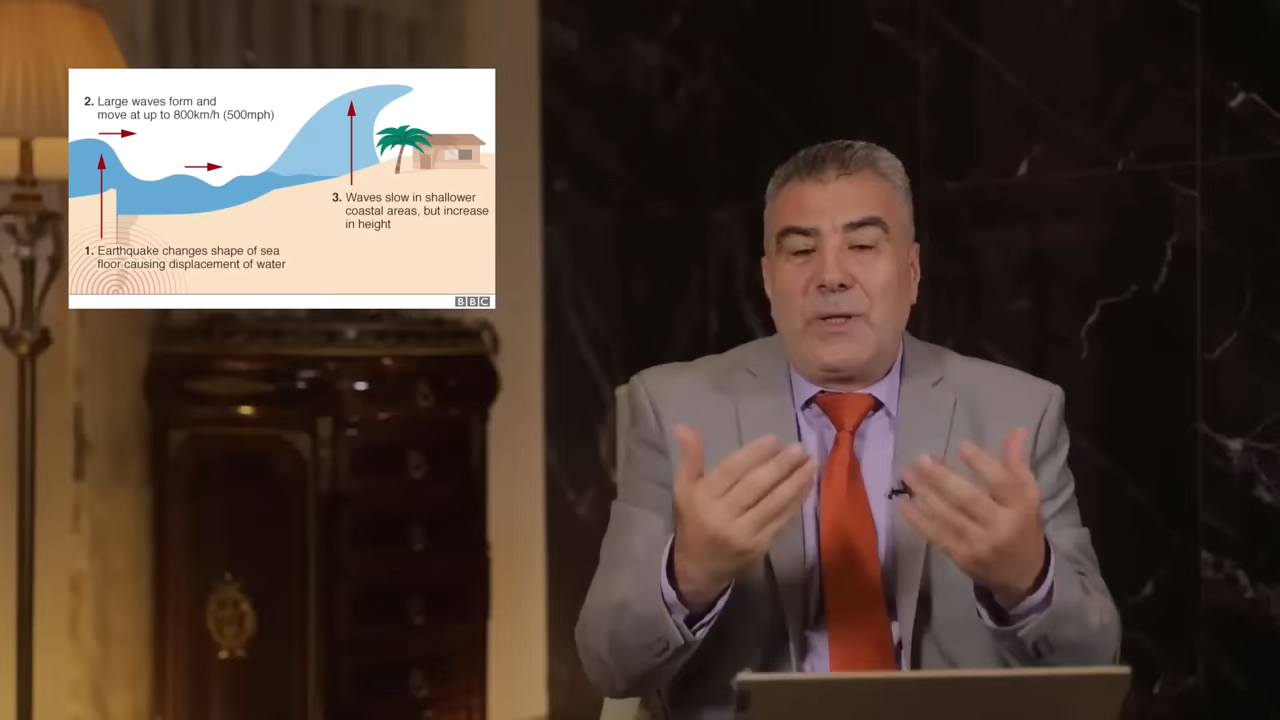 2. Large waves form and
move at up to 800km/h (500mph)
3. Waves slow in shallower
coastal areas, but increase
in height
1. Earthquake changes shape of sea
floor causing displacement of water
BBC